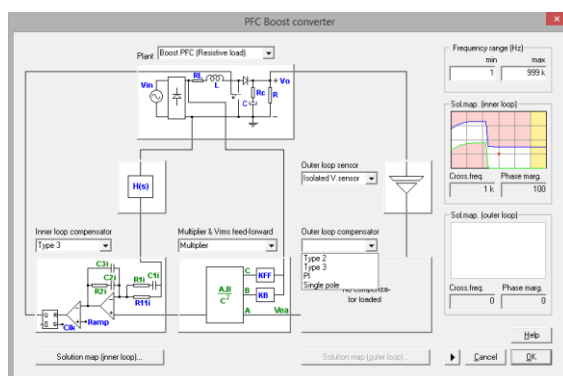 PFC Boost converter
Plant Boost PFC (Resistive load)
Frequency range (Hz)
min max
1 999 k
Vin
RL
L
+ Vo
Rc
C
R
Sol.map. (inner loop)
Cross.freq. Phase marg.
1 k 100
H(s)
Outer loop sensor
Isolated V.sensor
Inner loop compensator
Type 3
Multiplier & Vrms feed-forward
Multiplier
Outer loop compensator
Type 2
Type 3
PI
Single pole
No compensa-
tor loaded
Sol.map. (outer loop)
Cross.freq. Phase marg.
0 0
C3i
C2i
R2i
R1i C1i
R11i
Ramp
Clk
A.B
C²
C
KFF
B
KB
A
Vea
Help
Solution map (inner loop)...
Solution map (outer loop)...
Cancel
OK